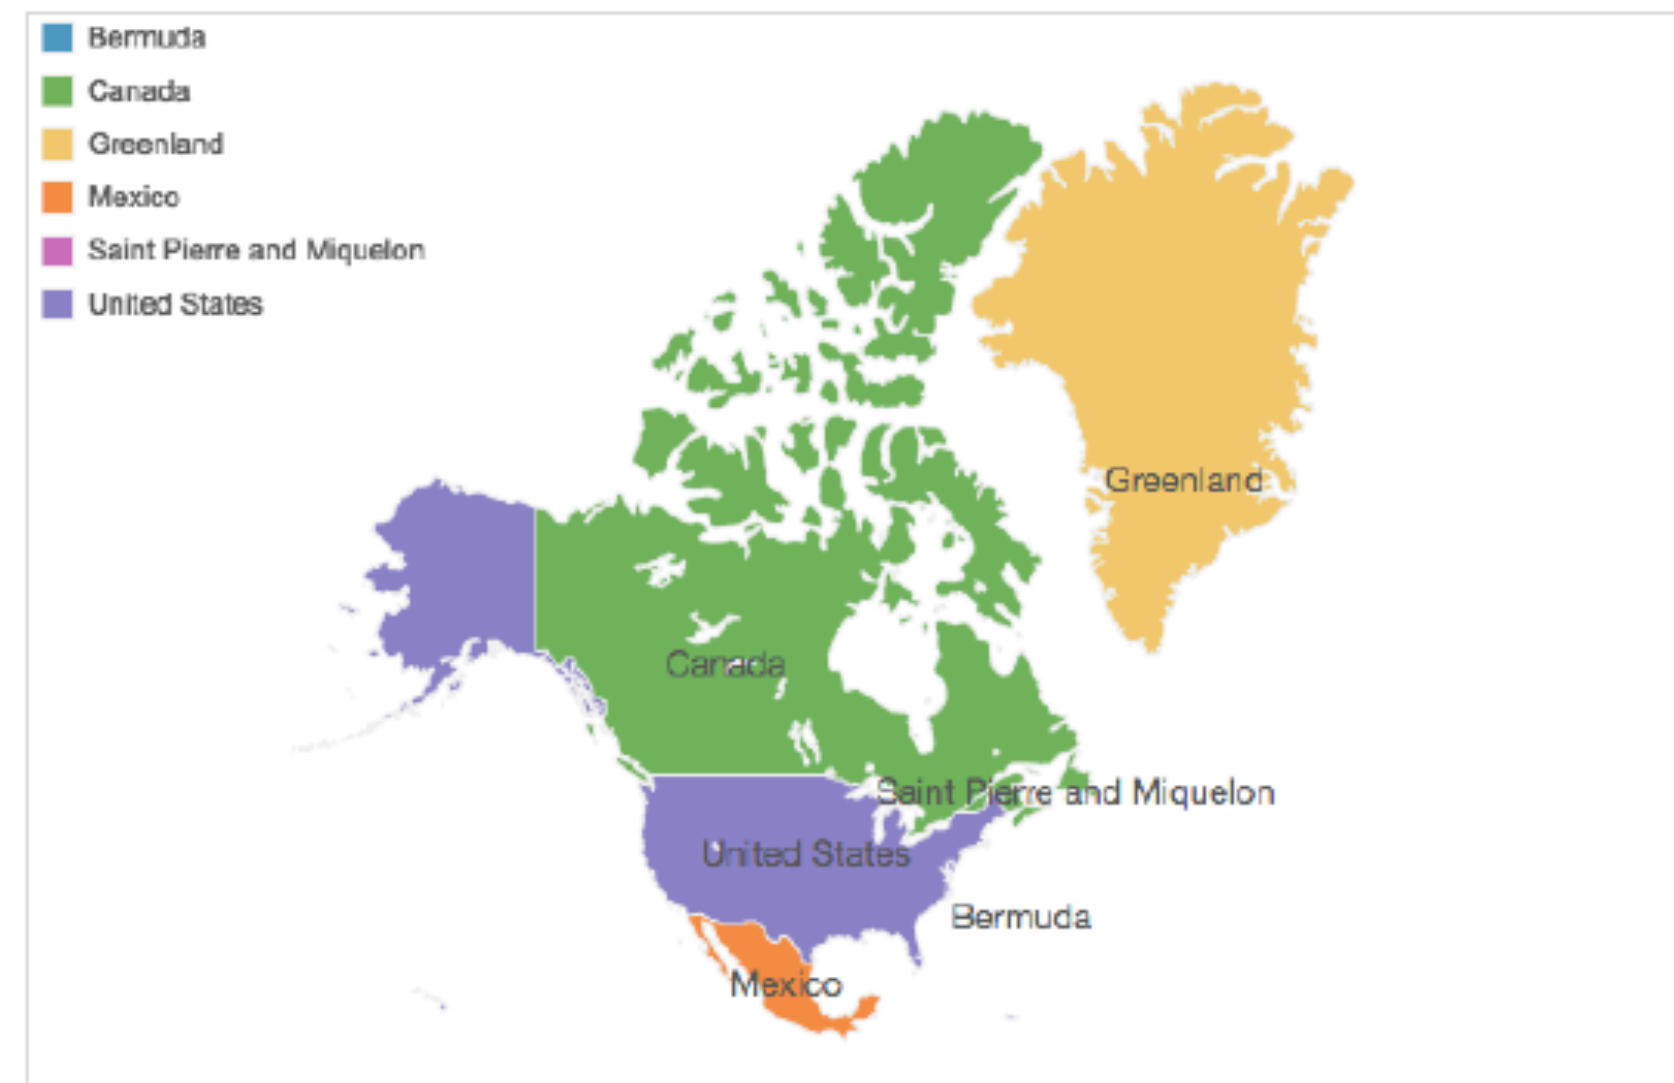 Bermuda
Canada
Greenland
Mexico
Saint Pierre and Miquelon
United States
Greenland
Canada
Saint Pierre and Miquelon
United States
Bermuda
Mexico